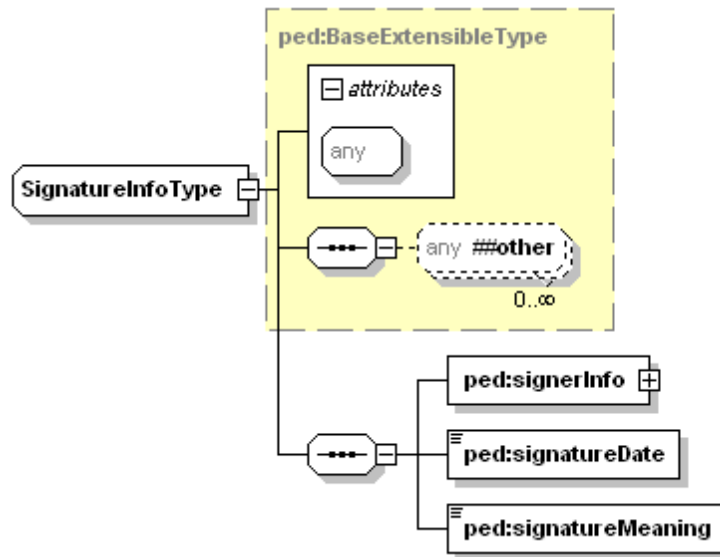 ped:BaseExtensibleType
attributes
any
SignatureInfoType
any ##other
0..∞
ped:signerInfo
ped:signatureDate
ped:signatureMeaning